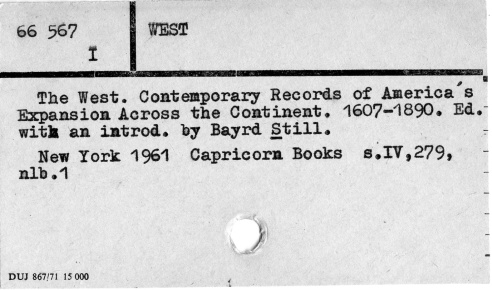 66 567
I
WEST
The West. Contemporary Records of America's
Expansion Across the Continent. 1607-1890. Ed.
with an introd. by Bayrd Still.
New York 1961 Capricorn Books s.IV,279,
nlb.1
DUJ 867/71 15 000